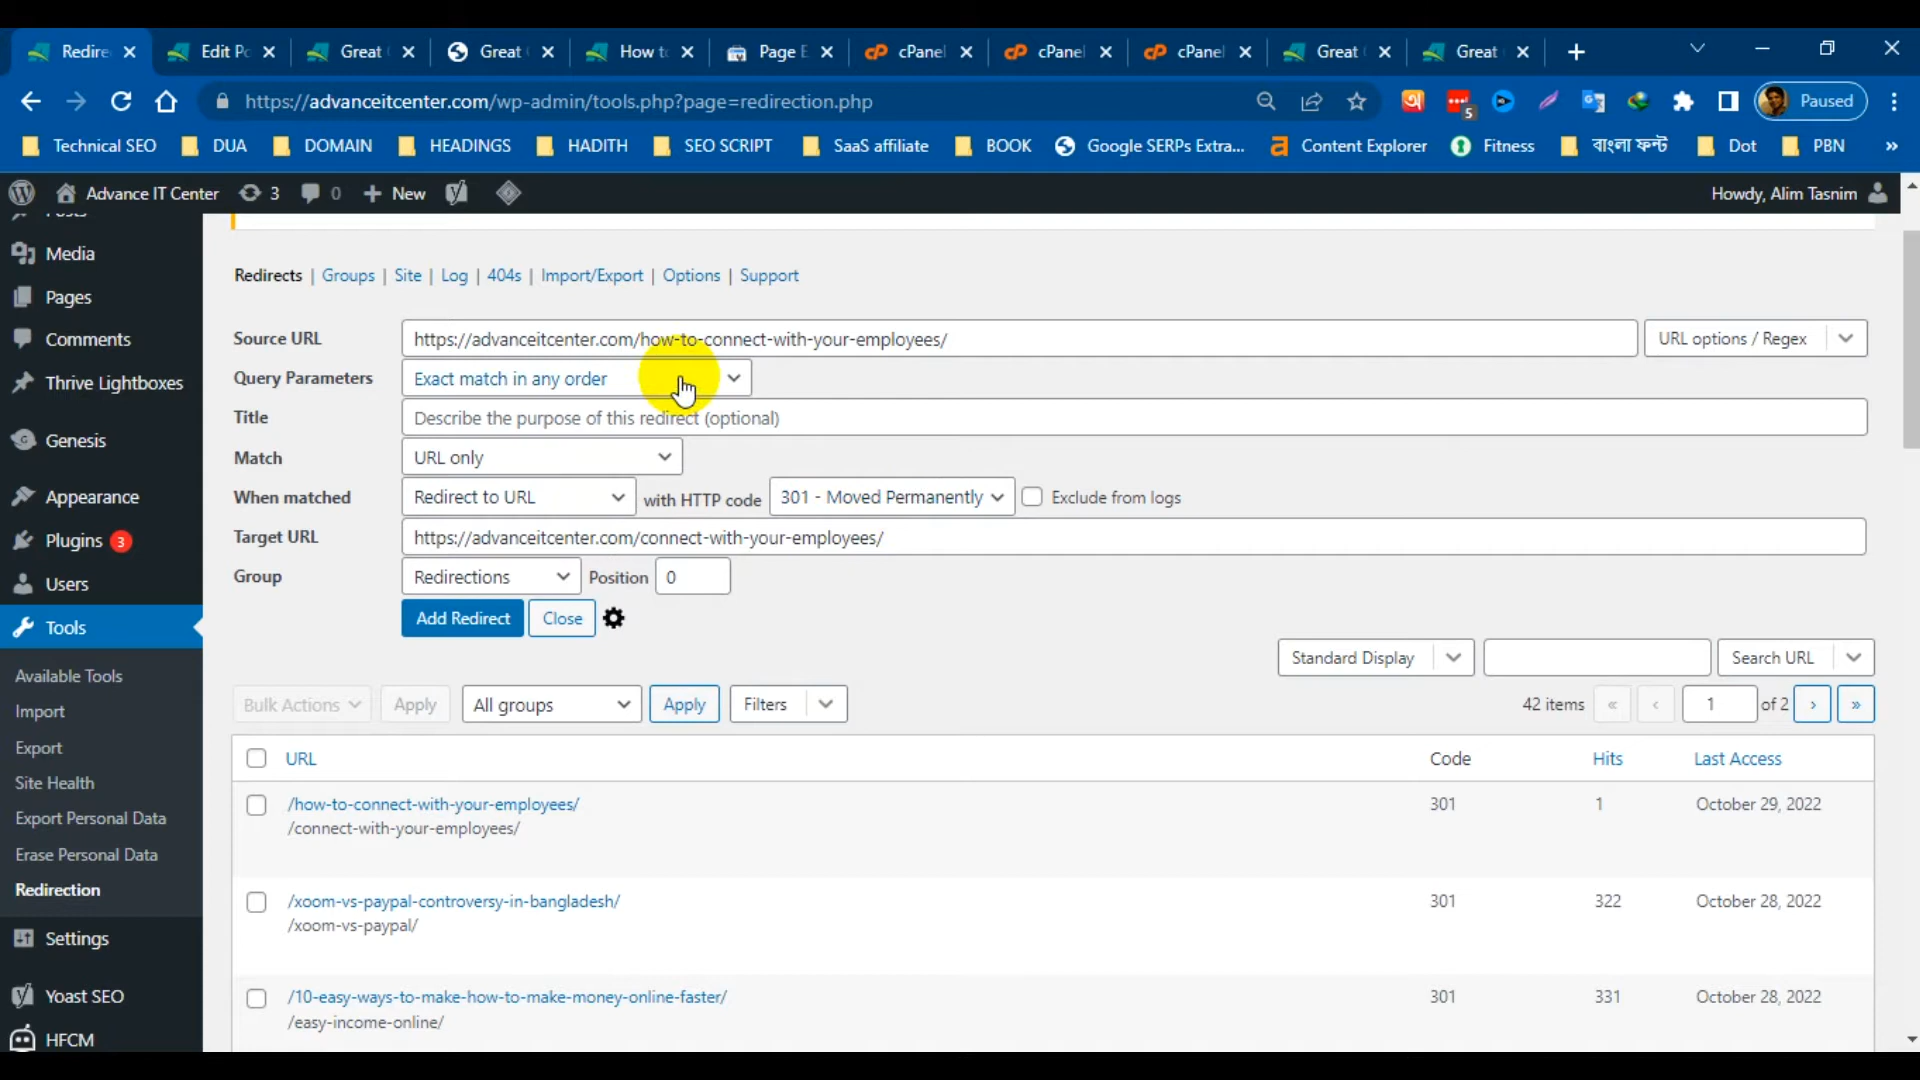 Redire
Edit Po
Great
Great
How to
Page E
cPanel
cPanel
cPanel
Great
Great
https://advanceitcenter.com/wp-admin/tools.php?page=redirection.php
5
Paused
Technical SEO
DUA
DOMAIN
HEADINGS
HADITH
SEO SCRIPT
SaaS affiliate
BOOK
Google SERPs Extra...
Content Explorer
Fitness
বাংলা ফন্ট
Dot
PBN
»
Advance IT Center
3
0
New
Howdy, Alim Tasnim
Posts
Media
Pages
Comments
Thrive Lightboxes
Genesis
Appearance
Plugins 3
Users
Tools
Available Tools
Import
Export
Site Health
Export Personal Data
Erase Personal Data
Redirection
Settings
Yoast SEO
HFCM
Redirects | Groups | Site | Log | 404s | Import/Export | Options | Support
Source URL
https://advanceitcenter.com/how-to-connect-with-your-employees/
URL options / Regex
Query Parameters
Exact match in any order
Title
Describe the purpose of this redirect (optional)
Match
URL only
When matched
Redirect to URL
with HTTP code
301 - Moved Permanently
Exclude from logs
Target URL
https://advanceitcenter.com/connect-with-your-employees/
Group
Redirections
Position
0
Add Redirect
Close
Standard Display
Search URL
Bulk Actions
Apply
All groups
Apply
Filters
42 items
«
‹
1
of 2
›
»
URL
Code
Hits
Last Access
/how-to-connect-with-your-employees/
301
1
October 29, 2022
/connect-with-your-employees/
/xoom-vs-paypal-controversy-in-bangladesh/
301
322
October 28, 2022
/xoom-vs-paypal/
/10-easy-ways-to-make-how-to-make-money-online-faster/
301
331
October 28, 2022
/easy-income-online/